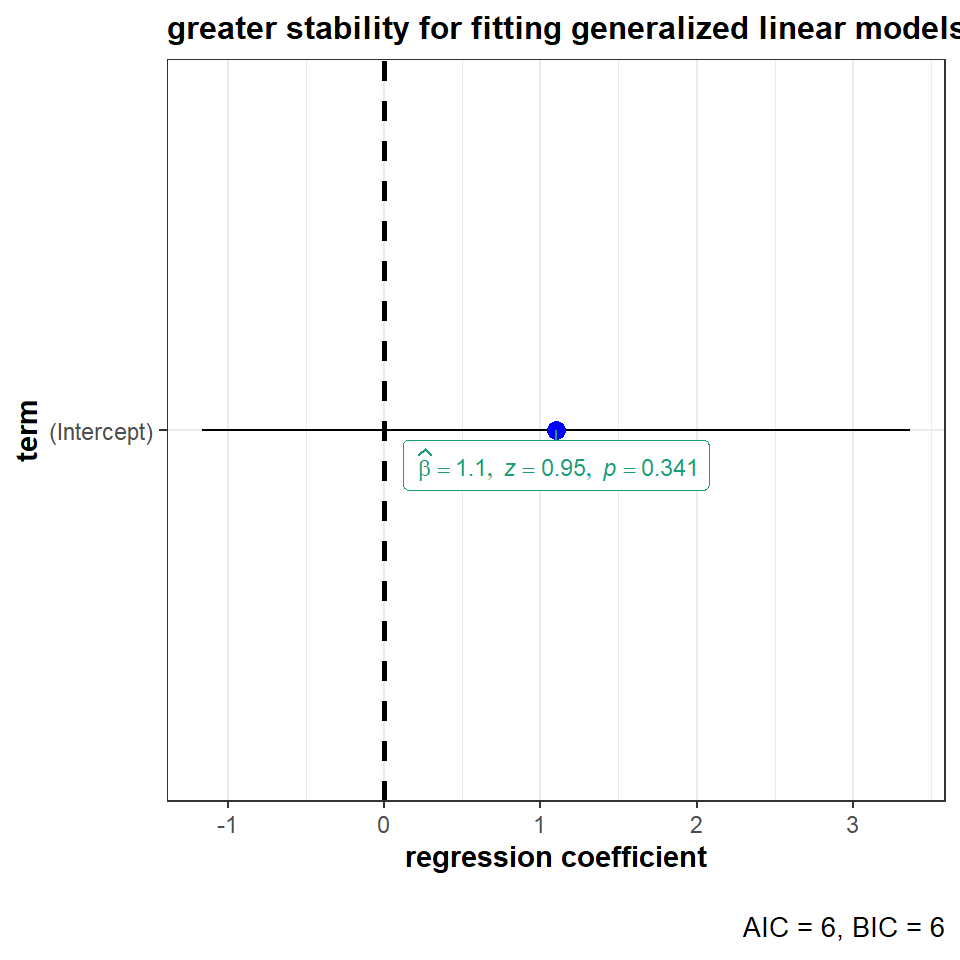 greater stability for fitting generalized linear models
term
(Intercept)
β̂ = 1.1, z = 0.95, p = 0.341
-1 0 1 2 3
regression coefficient
AIC = 6, BIC = 6